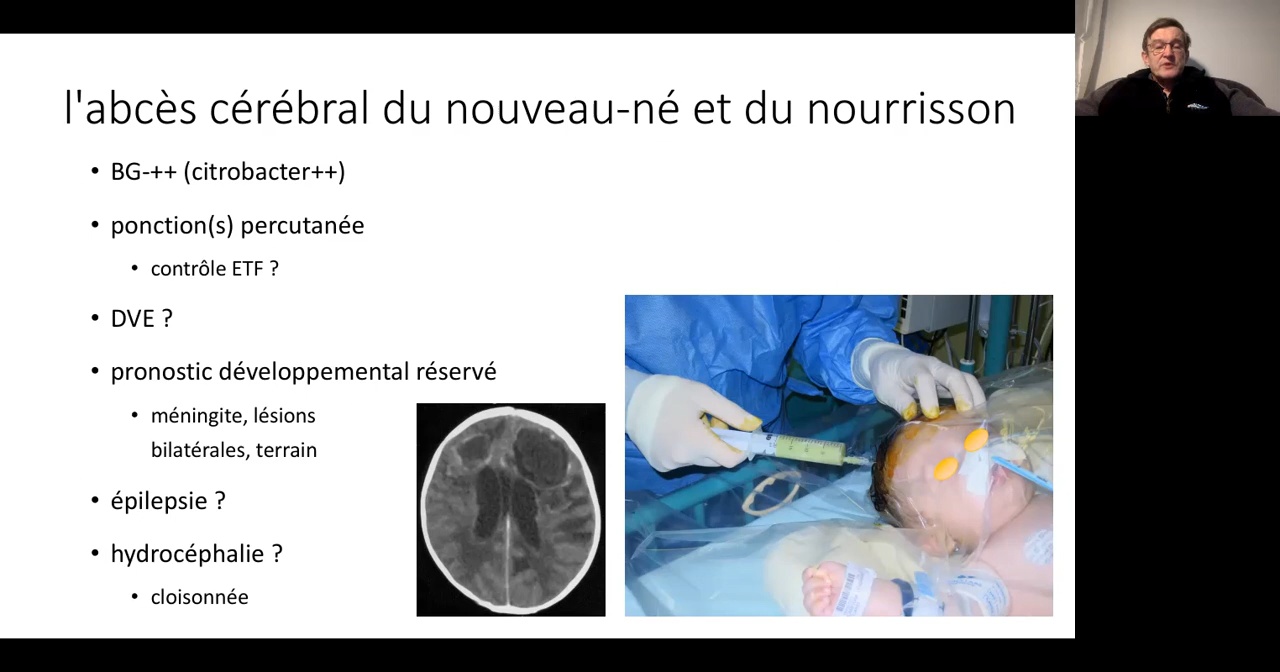 l'abcès cérébral du nouveau-né et du nourrisson
• BG-++ (citrobacter++)
• ponction(s) percutanée
• contrôle ETF ?
• DVE ?
• pronostic développemental réservé
• méningite, lésions
bilatérales, terrain
• épilepsie ?
• hydrocéphalie ?
• cloisonnée